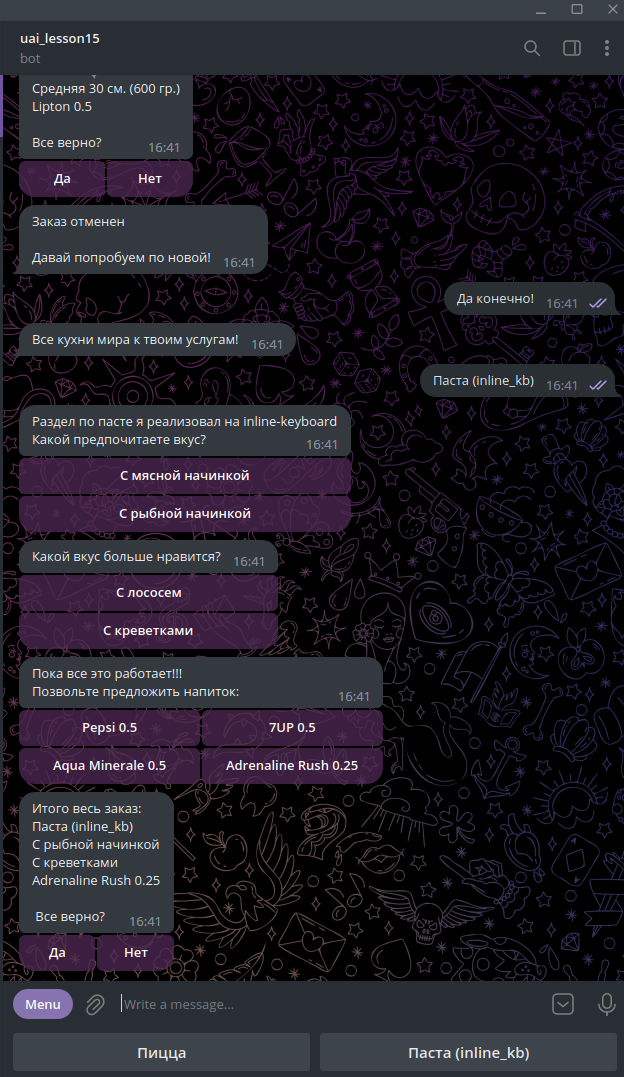 uai_lesson15
bot
Средняя 30 см. (600 гр.)
Lipton 0.5
Все верно?
16:41
Да
Нет
Заказ отменен
Давай попробуем по новой!
16:41
Да конечно!
16:41
Все кухни мира к твоим услугам!
16:41
Паста (inline_kb)
16:41
Раздел по пасте я реализовал на inline-keyboard
Какой предпочитаете вкус?
16:41
С мясной начинкой
С рыбной начинкой
Какой вкус больше нравится?
16:41
С лососем
С креветками
Пока все это работает!!!
Позвольте предложить напиток:
16:41
Pepsi 0.5
7UP 0.5
Aqua Minerale 0.5
Adrenaline Rush 0.25
Итого весь заказ:
Паста (inline_kb)
С рыбной начинкой
С креветками
Adrenaline Rush 0.25
Все верно?
16:41
Да
Нет
Menu
Write a message...
Пицца
Паста (inline_kb)